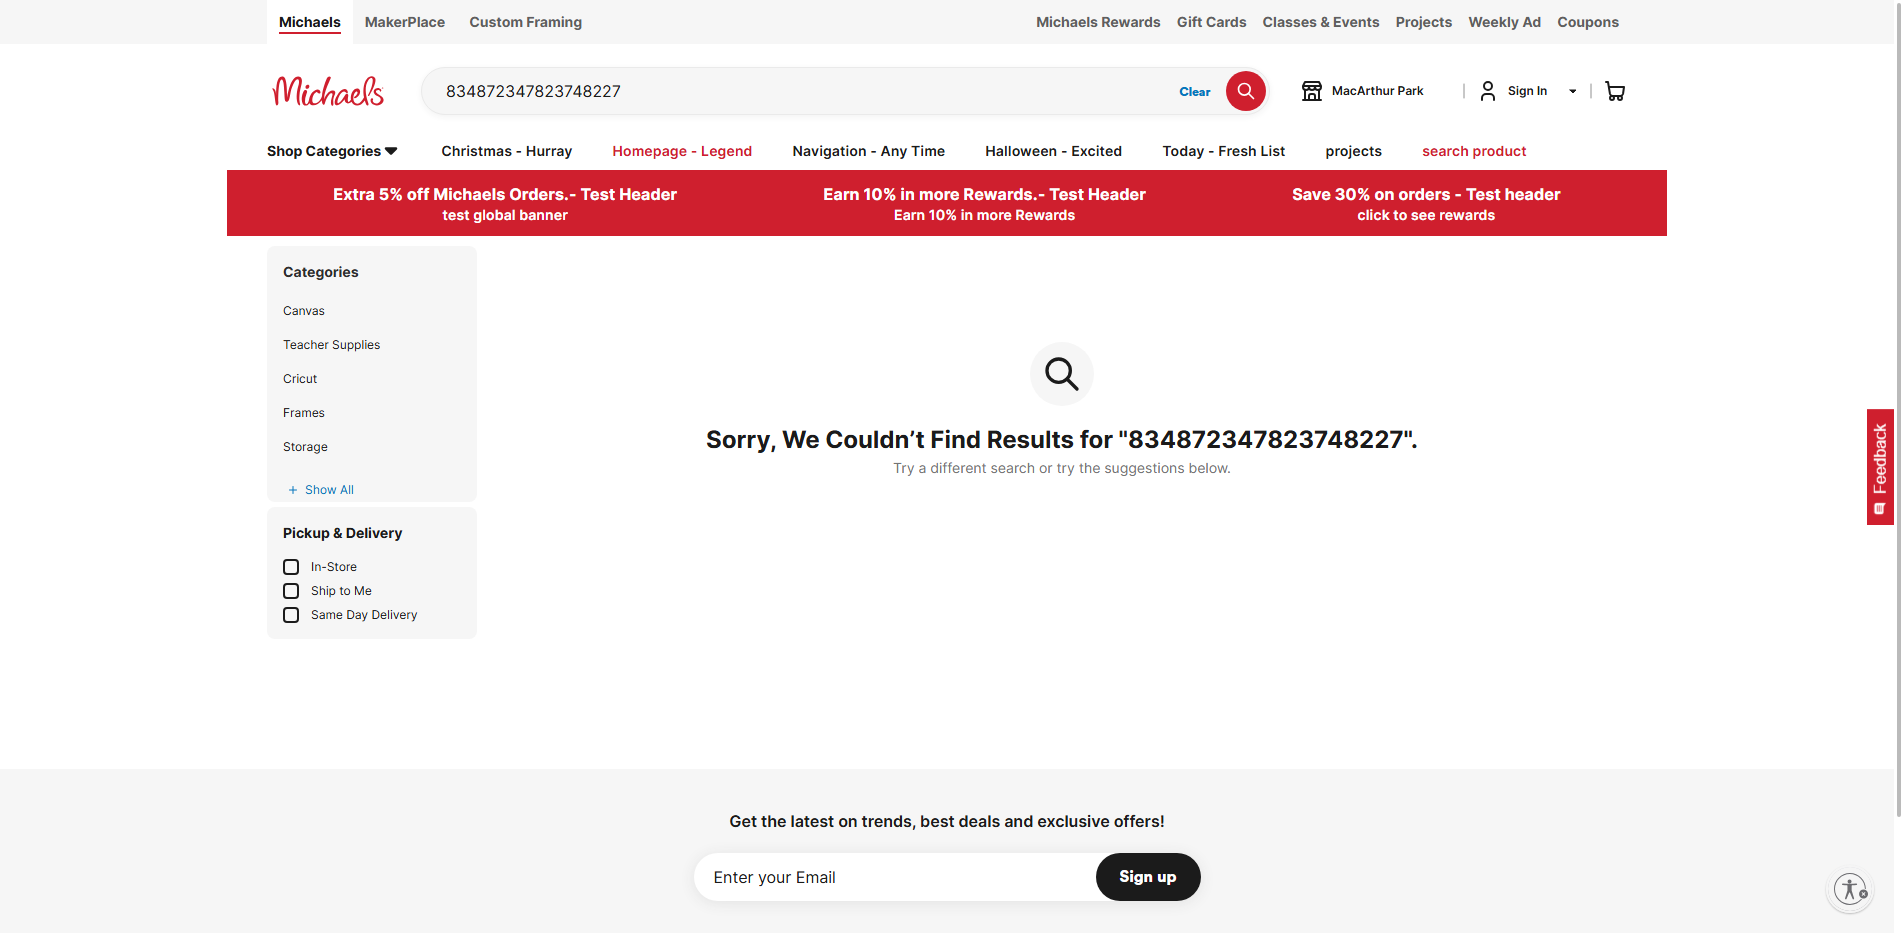 Michaels
MakerPlace
Custom Framing
Michaels Rewards
Gift Cards
Classes & Events
Projects
Weekly Ad
Coupons
Michaels
834872347823748227
Clear
MacArthur Park
Sign In
Shop Categories
Christmas - Hurray
Homepage - Legend
Navigation - Any Time
Halloween - Excited
Today - Fresh List
projects
search product
Extra 5% off Michaels Orders.- Test Header
test global banner
Earn 10% in more Rewards.- Test Header
Earn 10% in more Rewards
Save 30% on orders - Test header
click to see rewards
Categories
Canvas
Teacher Supplies
Cricut
Frames
Storage
+ Show All
Pickup & Delivery
In-Store
Ship to Me
Same Day Delivery
Sorry, We Couldn’t Find Results for "834872347823748227".
Try a different search or try the suggestions below.
Feedback
Get the latest on trends, best deals and exclusive offers!
Enter your Email
Sign up